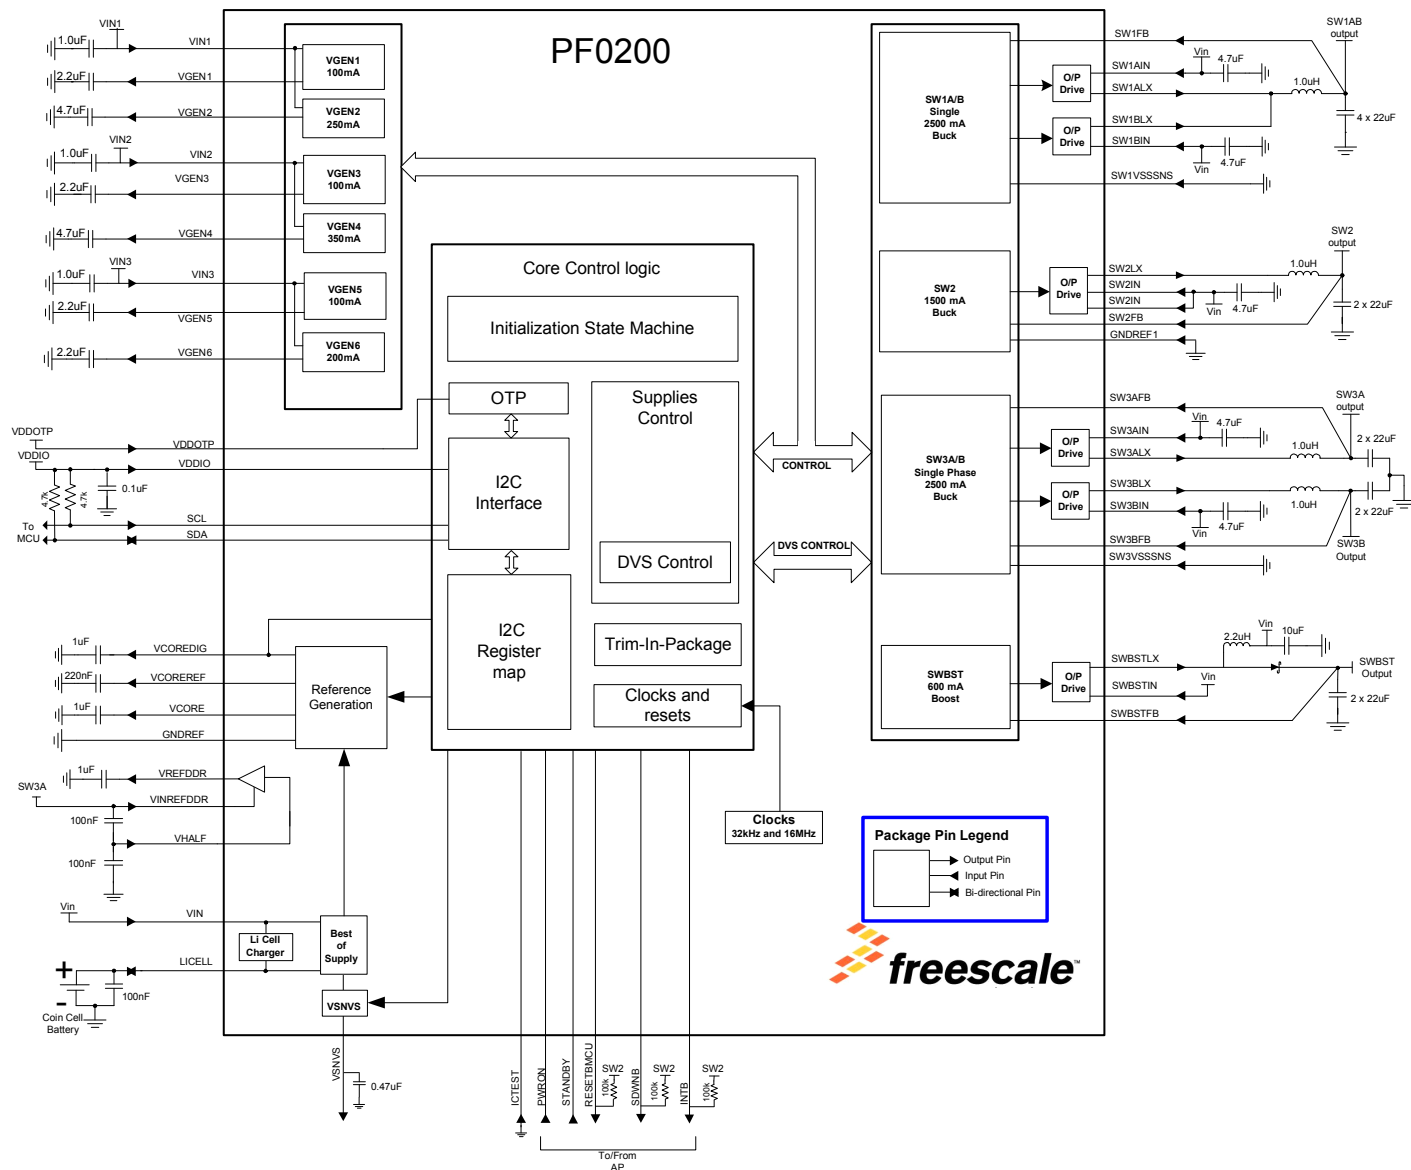 PF0200
VIN1
1.0uF
VIN1
2.2uF
VGEN1
4.7uF
VGEN2
VIN2
1.0uF
VIN2
2.2uF
VGEN3
4.7uF
VGEN4
VIN3
1.0uF
VIN3
2.2uF
VGEN5
2.2uF
VGEN6
VGEN1
100mA
VGEN2
250mA
VGEN3
100mA
VGEN4
350mA
VGEN5
100mA
VGEN6
200mA
VDDOTP
VDDOTP
VDDIO
VDDIO
4.7k
4.7k
0.1uF
To
MCU
SCL
SDA
1uF
VCOREDIG
220nF
VCOREREF
1uF
VCORE
GNDREF
Reference
Generation
1uF
VREFDDR
SW3A
VINREFDDR
100nF
VHALF
100nF
Vin
VIN
Li Cell
Charger
Best
of
Supply
LICELL
+
-
100nF
Coin Cell
Battery
VSNVS
VSNVS
0.47uF
Core Control logic
Initialization State Machine
OTP
I2C
Interface
I2C
Register
map
Supplies
Control
DVS Control
Trim-In-Package
Clocks and
resets
CONTROL
DVS CONTROL
Clocks
32kHz and 16MHz
ICTEST
PWRON
STANDBY
RESETBMCU
SW2
100k
SDWNB
SW2
100k
INTB
SW2
100k
To/From
AP
SW1A/B
Single
2500 mA
Buck
O/P
Drive
O/P
Drive
SW1FB
SW1AIN
Vin
4.7uF
SW1ALX
1.0uH
SW1BLX
SW1BIN
Vin
4.7uF
SW1VSSSNS
SW1AB
output
4 x 22uF
SW2
1500 mA
Buck
O/P
Drive
SW2LX
1.0uH
SW2IN
SW2IN
Vin
4.7uF
SW2FB
GNDREF1
SW2
output
2 x 22uF
SW3A/B
Single Phase
2500 mA
Buck
O/P
Drive
O/P
Drive
SW3AFB
SW3AIN
Vin
4.7uF
SW3ALX
1.0uH
SW3BLX
1.0uH
SW3BIN
Vin
4.7uF
SW3BFB
SW3VSSSNS
SW3A
output
2 x 22uF
2 x 22uF
SW3B
Output
SWBST
600 mA
Boost
O/P
Drive
SWBSTLX
2.2uH
Vin
10uF
SWBSTIN
Vin
SWBSTFB
SWBST
Output
2 x 22uF
Package Pin Legend
Output Pin
Input Pin
Bi-directional Pin
freescale™